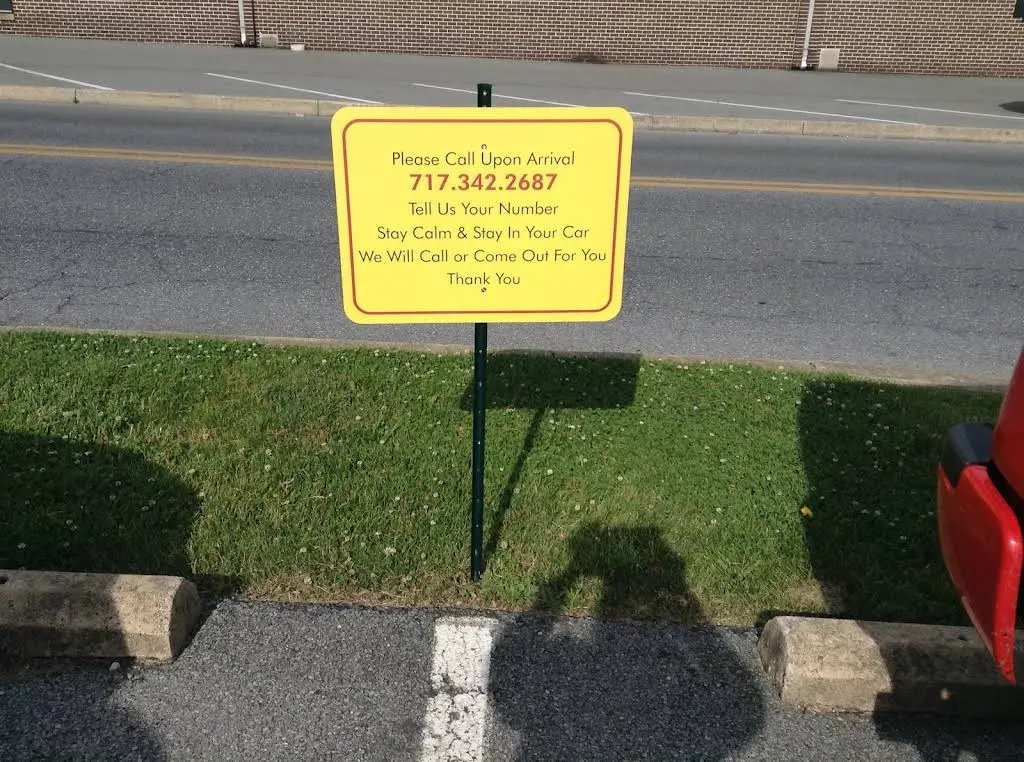 Please Call Upon Arrival
717.342.2687
Tell Us Your Number
Stay Calm & Stay In Your Car
We Will Call or Come Out For You
Thank You